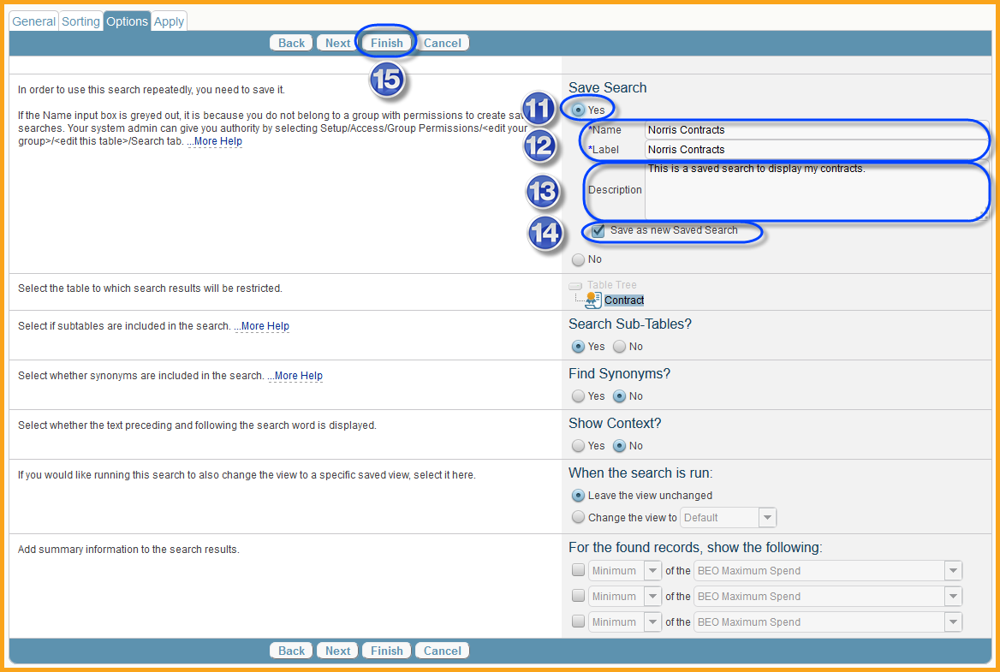 General Sorting Options Apply
Back Next Finish Cancel
15
In order to use this search repeatedly, you need to save it.
If the Name input box is greyed out, it is because you do not belong to a group with permissions to create
searches. Your system admin can give you authority by selecting Setup/Access/Group Permissions/<edit your
group>/<edit this table>/Search tab. ...More Help
Save Search
11 Yes
12
*Name Norris Contracts
*Label Norris Contracts
13 Description This is a saved search to display my contracts.
14 Save as new Saved Search
No
Select the table to which search results will be restricted.
Table Tree
Contract
Select if subtables are included in the search. ...More Help
Search Sub-Tables?
Yes No
Select whether synonyms are included in the search. ...More Help
Find Synonyms?
Yes No
Select whether the text preceding and following the search word is displayed.
Show Context?
Yes No
If you would like running this search to also change the view to a specific saved view, select it here.
When the search is run:
Leave the view unchanged
Change the view to Default
Add summary information to the search results.
For the found records, show the following:
Minimum of the BEO Maximum Spend
Minimum of the BEO Maximum Spend
Minimum of the BEO Maximum Spend
Back Next Finish Cancel